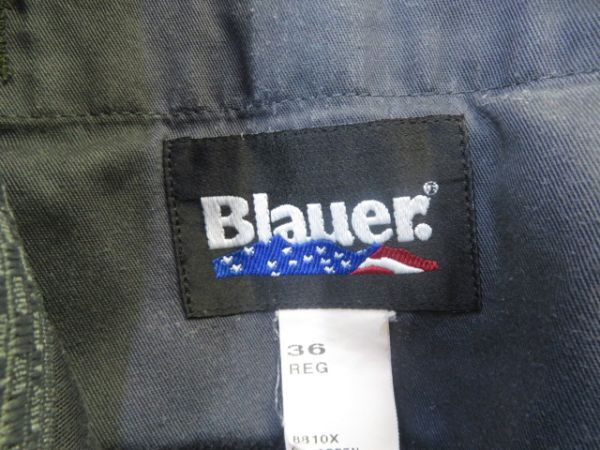 Blauer.®
36
REG
8810X